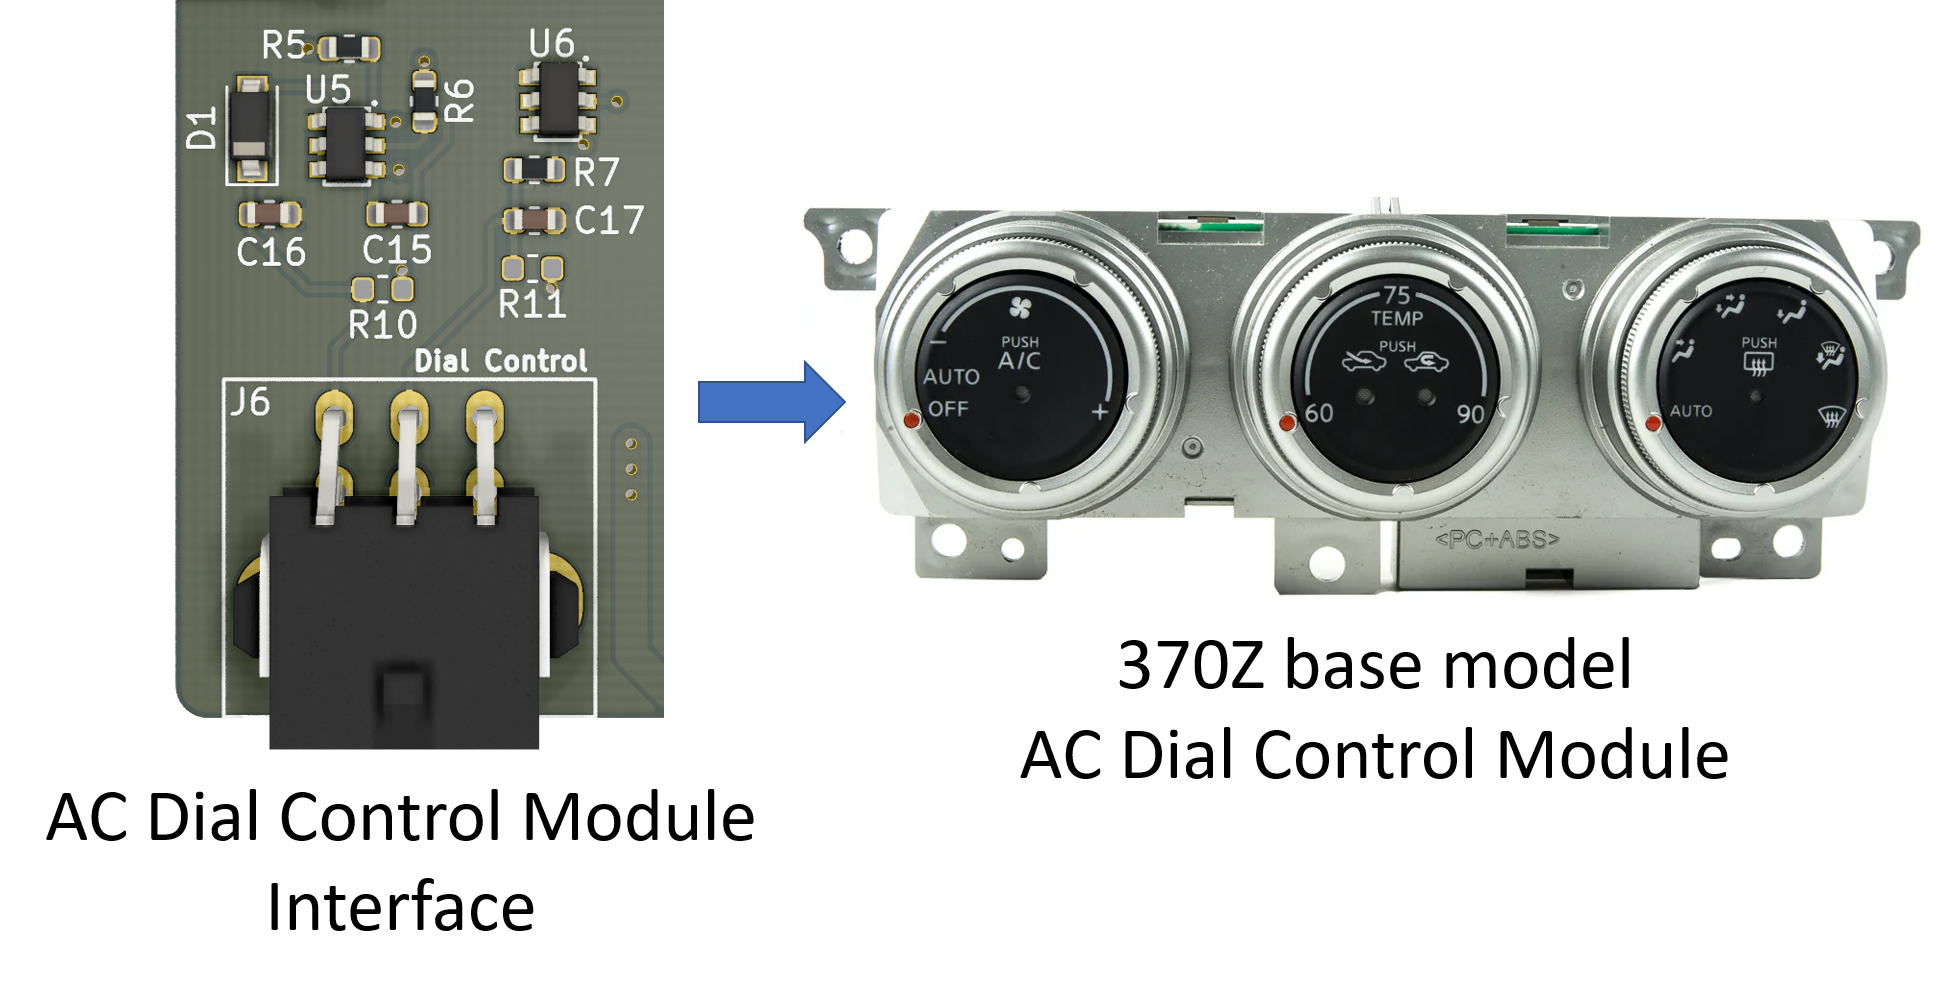 R5
U6
U5
R6
D1
R7
C17
C16
C15
R11
R10
Dial Control
J6
PUSH
A/C
-
AUTO
OFF
+
75
TEMP
PUSH
60
90
PUSH
AUTO
<PC+ABS>
370Z base model
AC Dial Control Module
AC Dial Control Module
Interface